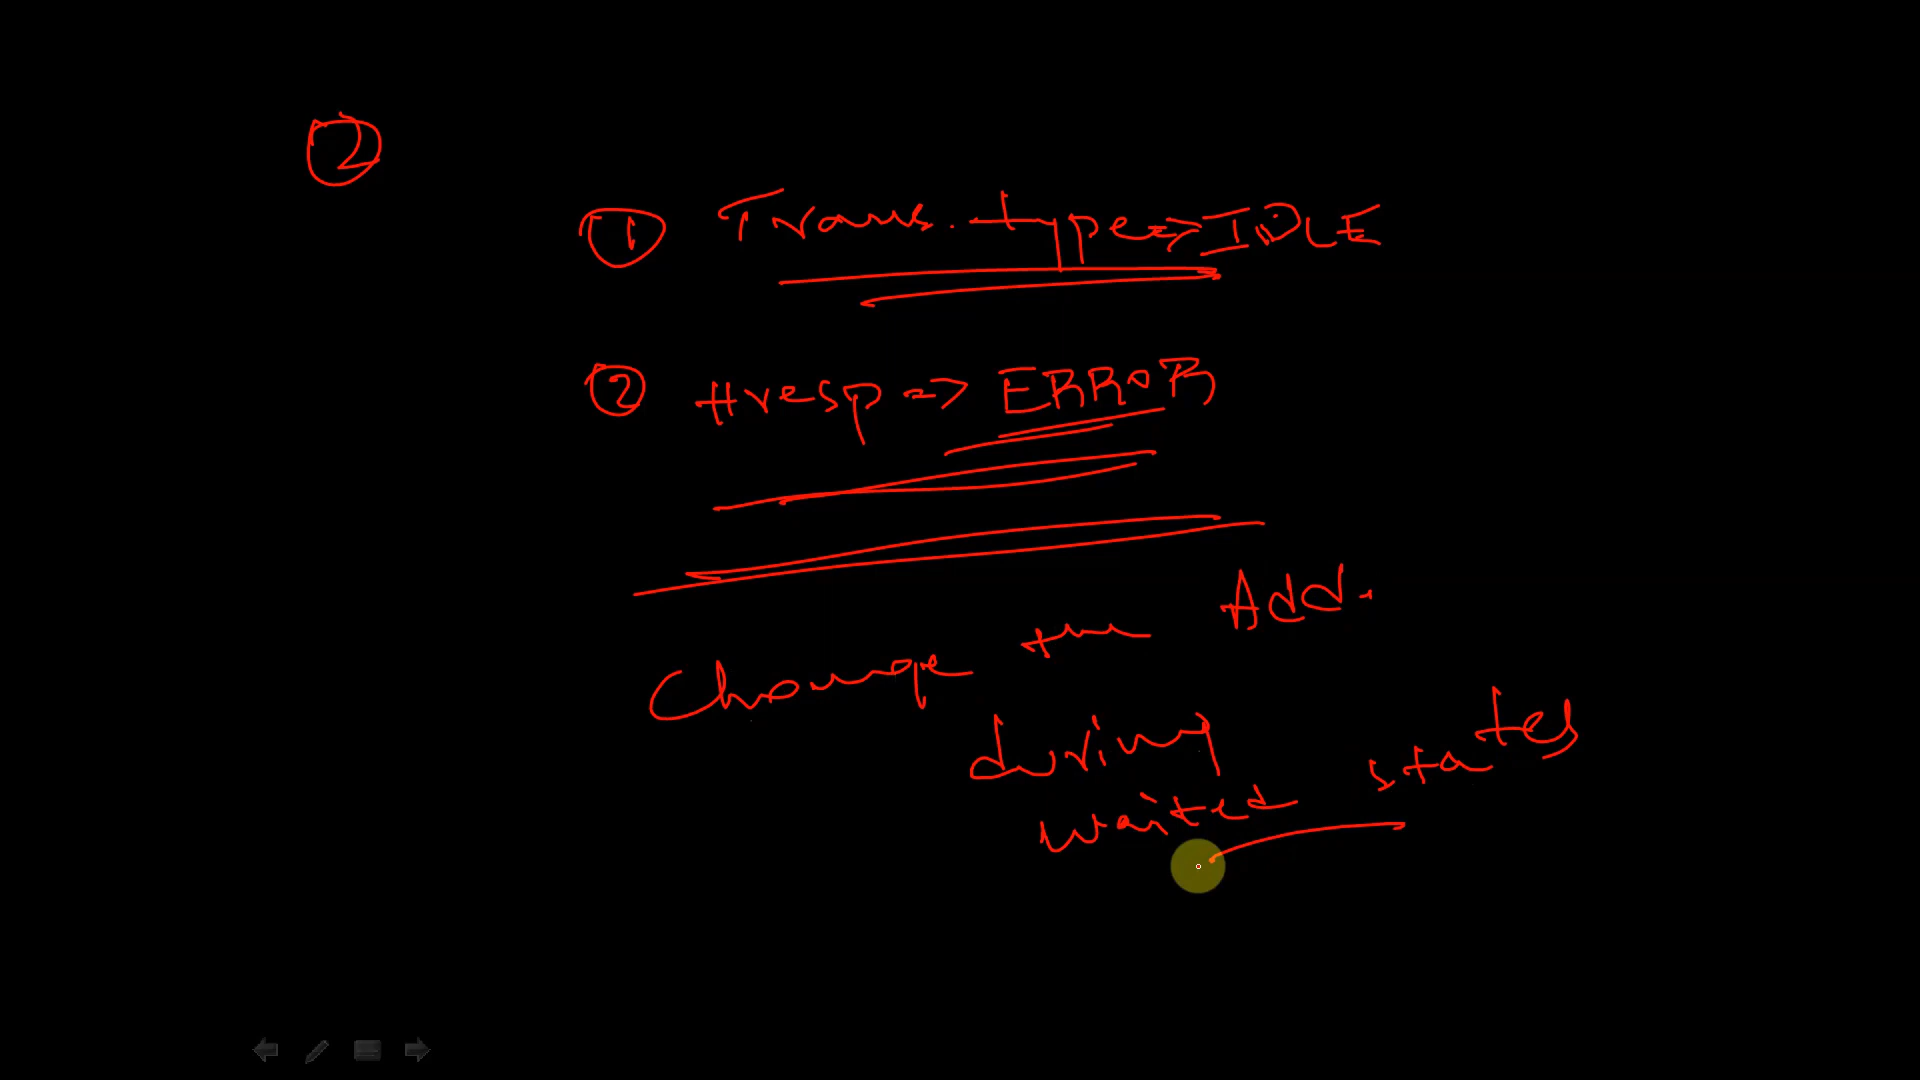 2
1 Trans. type => IDLE
2 Hresp => ERROR
Change the Add.
during
waited states